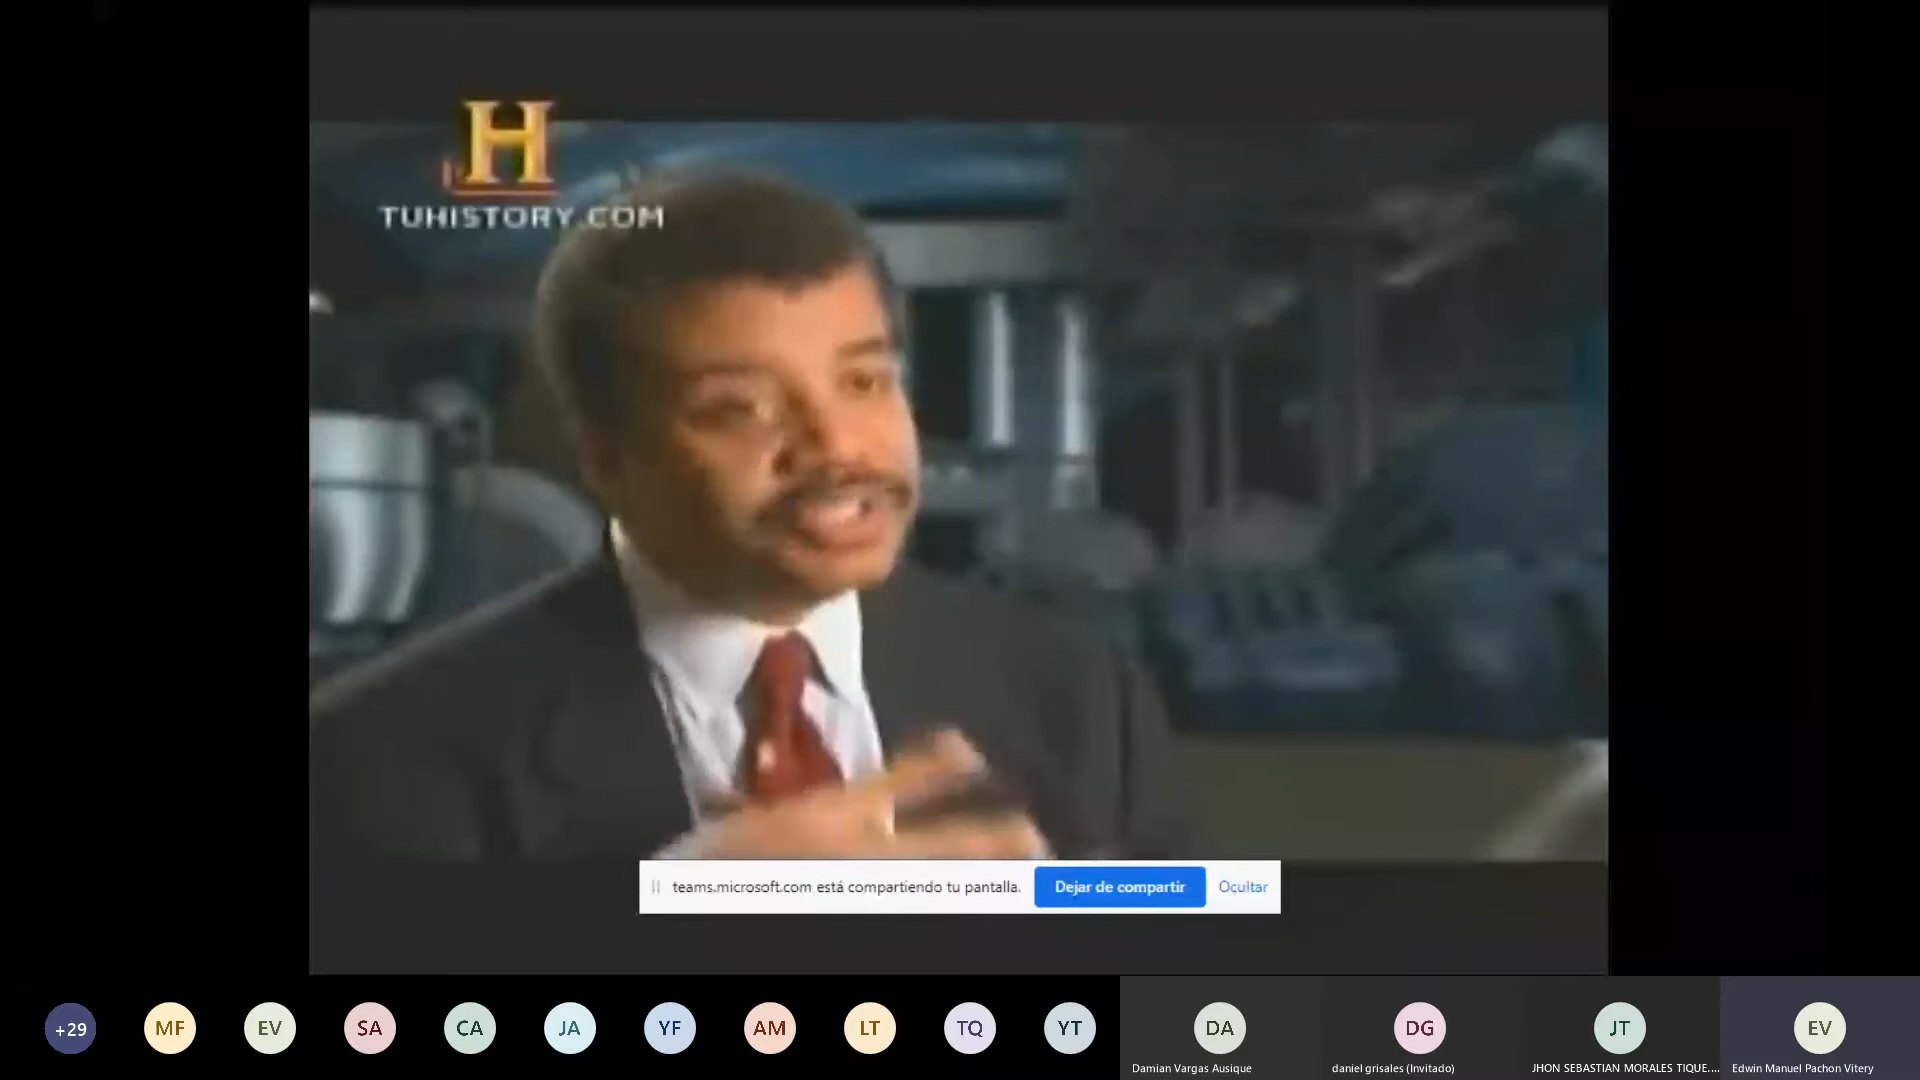 H
TUHISTORY.COM
teams.microsoft.com está compartiendo tu pantalla.
Dejar de compartir
Ocultar
+29
MF
EV
SA
CA
JA
YF
AM
LT
TQ
YT
DA
DG
JT
EV
Damian Vargas Ausique
daniel grisales (Invitado)
JHON SEBASTIAN MORALES TIQUE....
Edwin Manuel Pachon Vitery